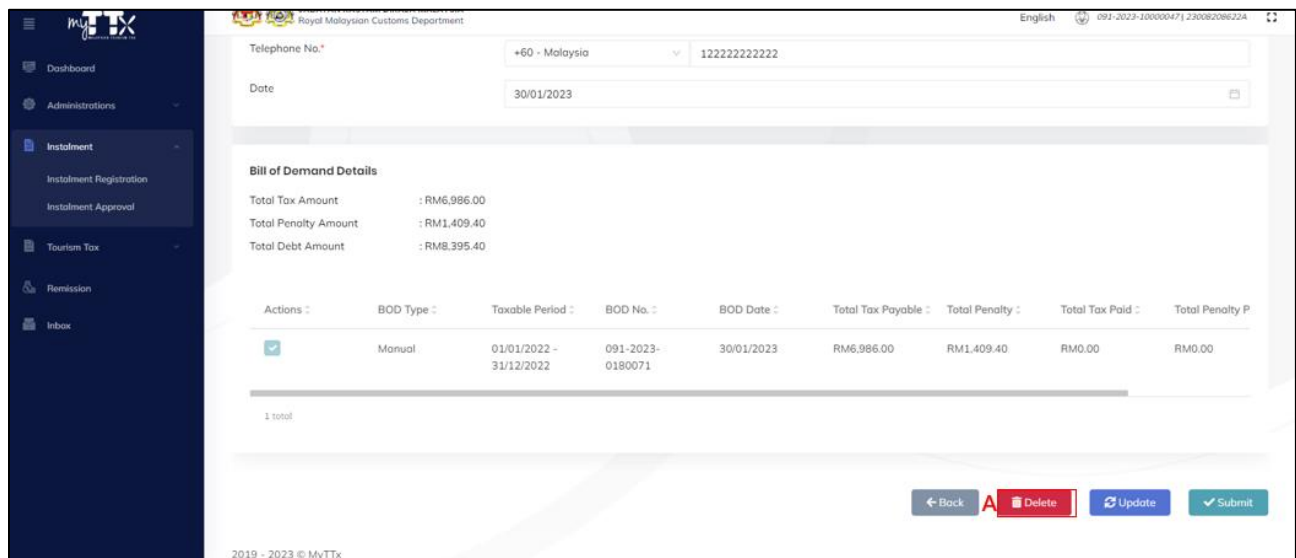 myTTx
Royal Malaysian Customs Department
English
091-2023-10000047 | 23008208622A
Dashboard
Administrations
Instalment
Instalment Registration
Instalment Approval
Tourism Tax
Remission
Inbox
Telephone No.*
+60 - Malaysia
122222222222
Date
30/01/2023
Bill of Demand Details
Total Tax Amount : RM6,986.00
Total Penalty Amount : RM1,409.40
Total Debt Amount : RM8,395.40
Actions BOD Type Taxable Period BOD No. BOD Date Total Tax Payable Total Penalty Total Tax Paid Total Penalty P
Manual 01/01/2022 - 091-2023- 30/01/2023 RM6,986.00 RM1,409.40 RM0.00 RM0.00
31/12/2022 0180071
1 total
Back A Delete Update Submit
2019 - 2023 © MyTTx